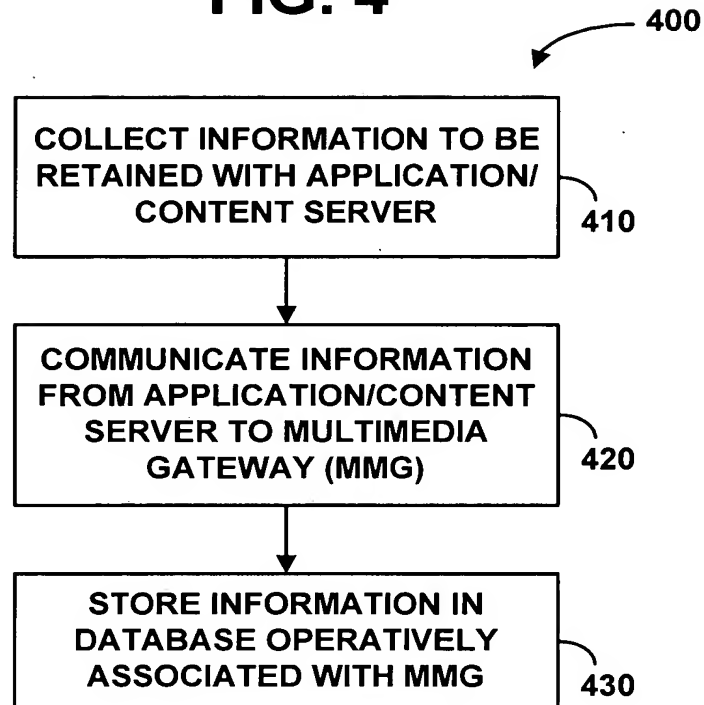 FIG. 4
400
COLLECT INFORMATION TO BE
RETAINED WITH APPLICATION/
CONTENT SERVER
410
COMMUNICATE INFORMATION
FROM APPLICATION/CONTENT
SERVER TO MULTIMEDIA
GATEWAY (MMG)
420
STORE INFORMATION IN
DATABASE OPERATIVELY
ASSOCIATED WITH MMG
430